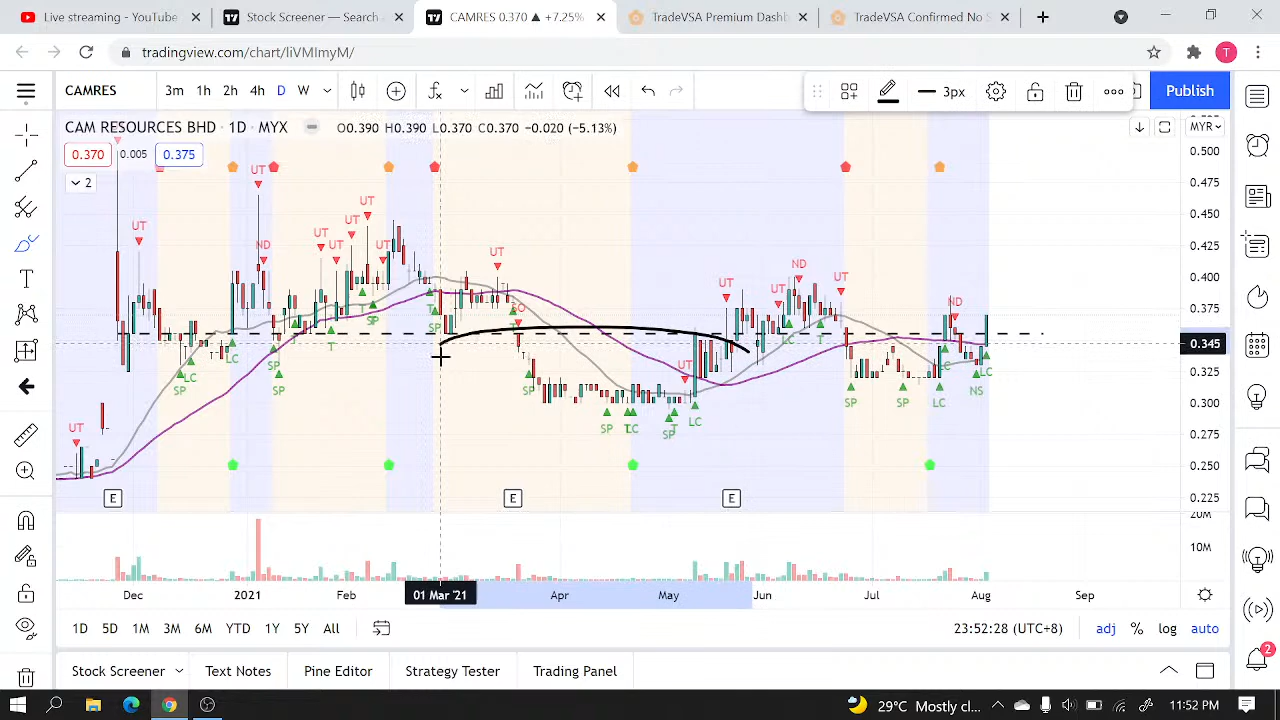 Live streaming - YouTube
Stock Screener — Search
CAMRES 0.370 ▲ +7.25%
TradeVSA Premium Dashb
TradeVSA Confirmed No S
tradingview.com/chart/liVMImyM/
T
CAMRES
3m 1h 2h 4h D W
3px
Publish
CAM RESOURCES BHD · 1D · MYX O0.390 H0.390 L0.370 C0.370 −0.020 (−5.13%)
MYR
0.370 0.005 0.375
2
0.500
0.475
0.450
0.425
0.400
0.375
0.345
0.325
0.300
0.275
0.250
0.225
20M
10M
UT
UT
UT
ND
UT
UT
UT
UT
UT
UT
UT
UT
UT
ND
UT
ND
SP
LC
LC
SP
SP
T
T
SP
T
SP
SP
SP
LC
SP
T
LC
LC
T
SP
SP
LC
LC
NS
LC
E
E
E
Dec 2021 Feb 01 Mar '21 Apr May Jun Jul Aug Sep
1D 5D 1M 3M 6M YTD 1Y 5Y All
23:52:28 (UTC+8) adj % log auto
Stock Screener Text Notes Pine Editor Strategy Tester Trading Panel
2
29°C Mostly cl... 11:52 PM